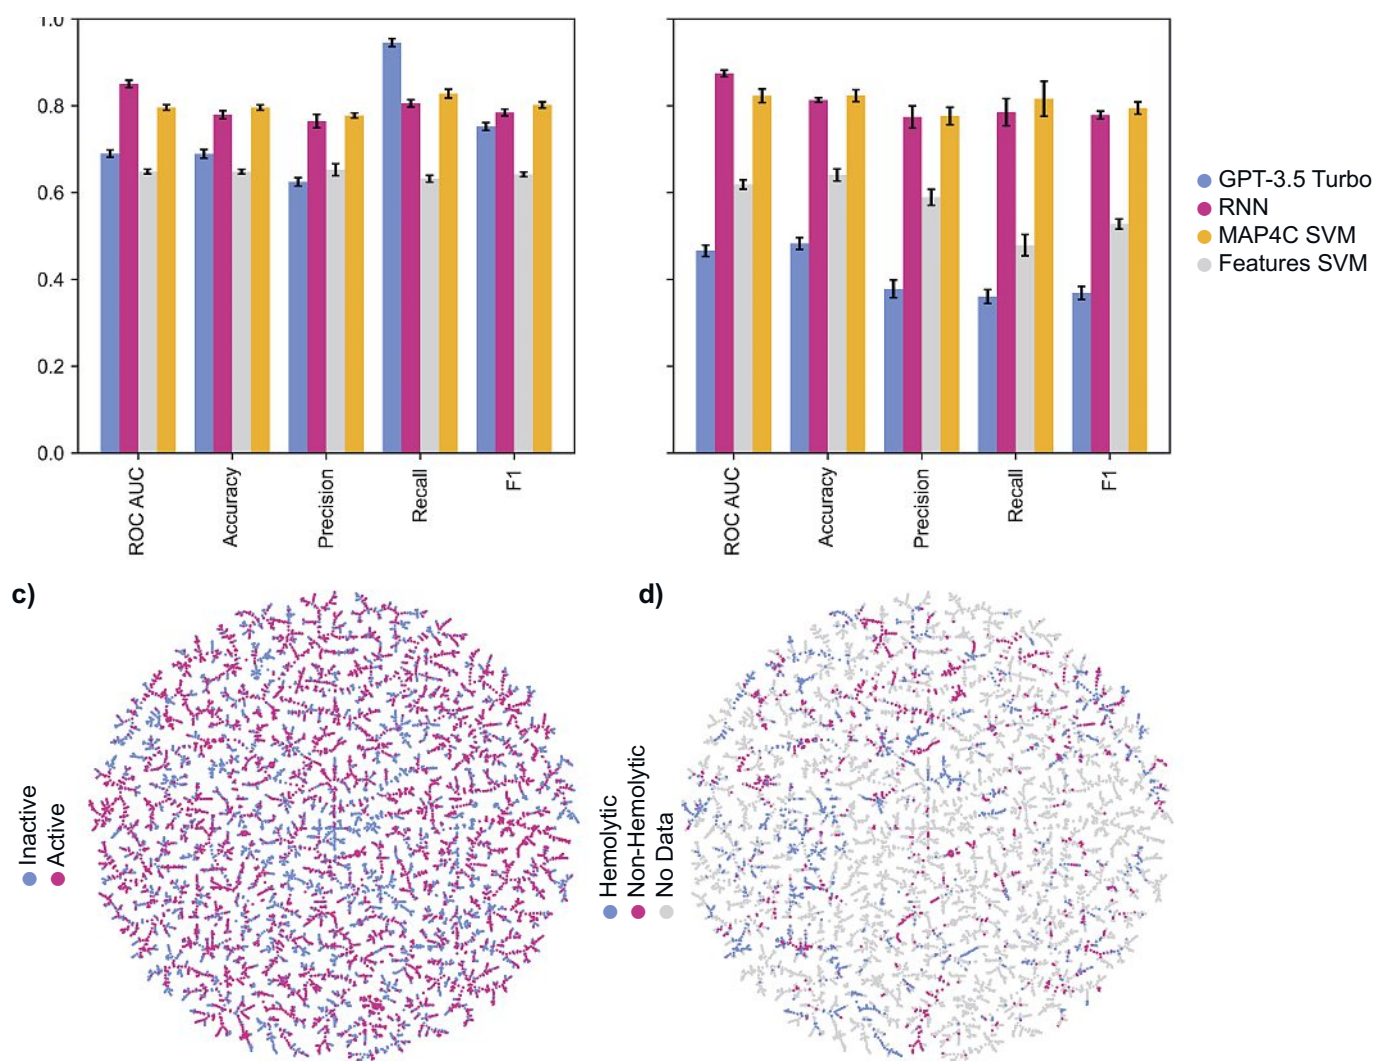 1.0
0.8
0.6
0.4
0.2
0.0
ROC AUC
Accuracy
Precision
Recall
F1
ROC AUC
Accuracy
Precision
Recall
F1
GPT-3.5 Turbo
RNN
MAP4C SVM
Features SVM
c)
Inactive
Active
d)
Hemolytic
Non-Hemolytic
No Data